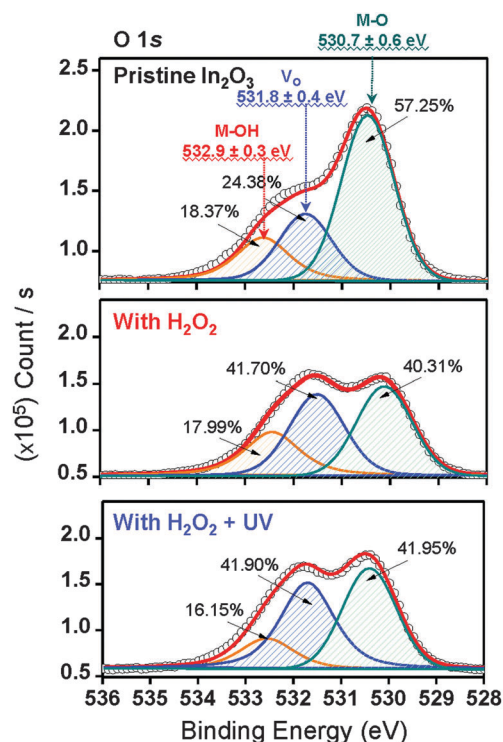 O 1s
M-O
530.7 ± 0.6 eV
Pristine In₂O₃
Vₒ
531.8 ± 0.4 eV
M-OH
532.9 ± 0.3 eV
57.25%
24.38%
18.37%
2.5
2.0
1.5
1.0
With H₂O₂
41.70%
40.31%
17.99%
2.0
1.5
1.0
0.5
With H₂O₂ + UV
41.90%
41.95%
16.15%
2.0
1.5
1.0
0.5
(x10⁵) Count / s
536 535 534 533 532 531 530 529 528
Binding Energy (eV)